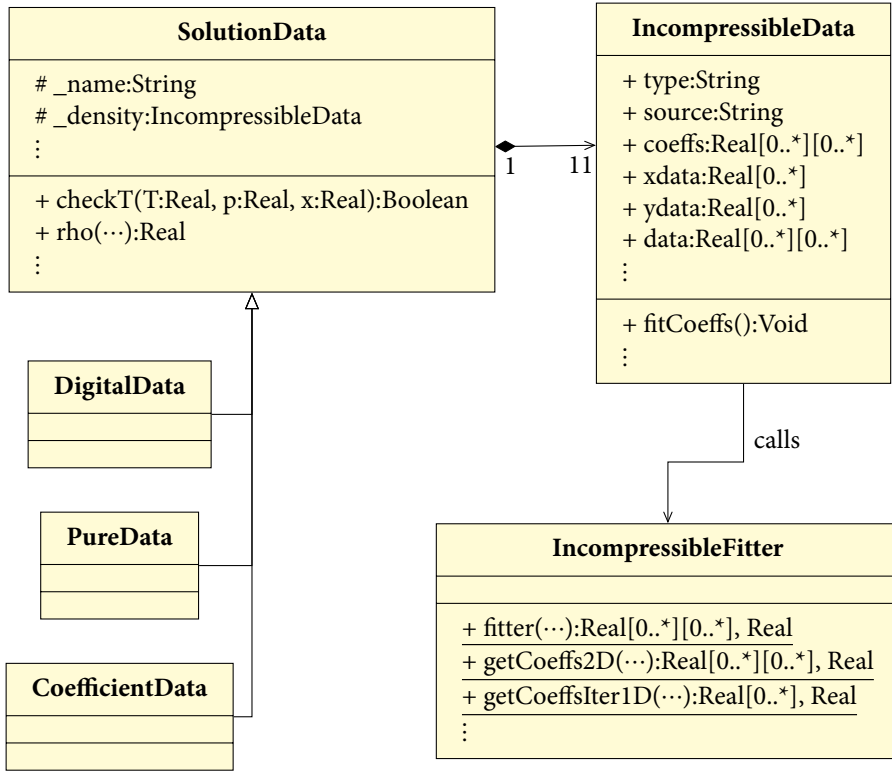 SolutionData
# _name:String
# _density:IncompressibleData
⋮
+ checkT(T:Real, p:Real, x:Real):Boolean
+ rho(⋯):Real
⋮
1
11
IncompressibleData
+ type:String
+ source:String
+ coeffs:Real[0..*][0..*]
+ xdata:Real[0..*]
+ ydata:Real[0..*]
+ data:Real[0..*][0..*]
⋮
+ fitCoeffs():Void
⋮
DigitalData
PureData
CoefficientData
calls
IncompressibleFitter
+ fitter(⋯):Real[0..*][0..*], Real
+ getCoeffs2D(⋯):Real[0..*][0..*], Real
+ getCoeffsIter1D(⋯):Real[0..*], Real
⋮